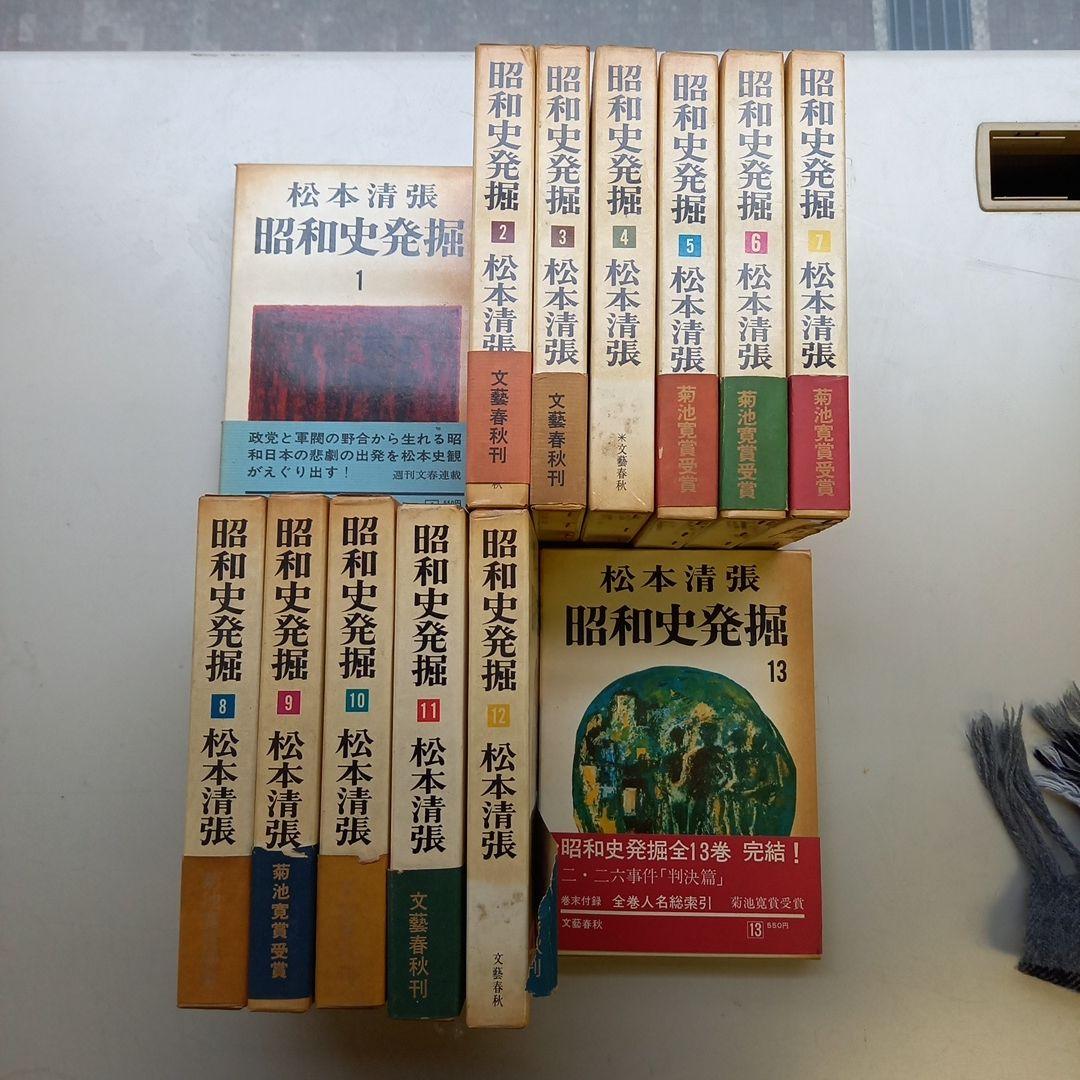 松本清張
昭和史発掘
1
政党と軍閥の野合から生れる昭
和日本の悲劇の出発を松本史観
がえぐり出す！
週刊文春連載
昭和史発掘
2
松本清張
文藝春秋刊
昭和史発掘
3
松本清張
文藝春秋刊
昭和史発掘
4
松本清張
文藝春秋
昭和史発掘
5
松本清張
菊池寛賞受賞
昭和史発掘
6
松本清張
菊池寛賞受賞
昭和史発掘
7
松本清張
菊池寛賞受賞
昭和史発掘
8
松本清張
昭和史発掘
9
松本清張
菊池寛賞受賞
昭和史発掘
10
松本清張
昭和史発掘
11
松本清張
文藝春秋刊
昭和史発掘
12
松本清張
文藝春秋
松本清張
昭和史発掘
13
昭和史発掘全13巻 完結！
二・二六事件「判決篇」
巻末付録 全巻人名総索引 菊池寛賞受賞
文藝春秋 13 550円